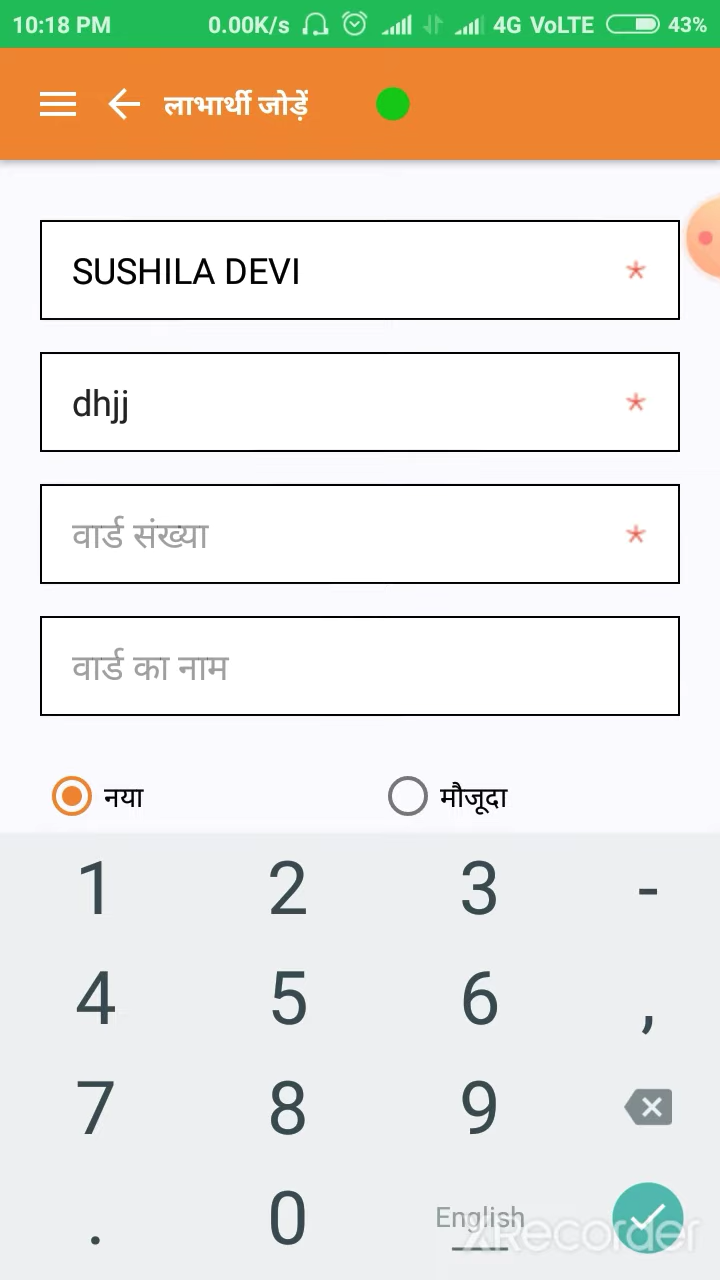 10:18 PM 0.00K/s 4G VoLTE 43%
लाभार्थी जोड़ें
SUSHILA DEVI *
dhjj *
वार्ड संख्या *
वार्ड का नाम
नया मौजूदा
1 2 3 -
4 5 6 ,
7 8 9
. 0 English
XRecorder